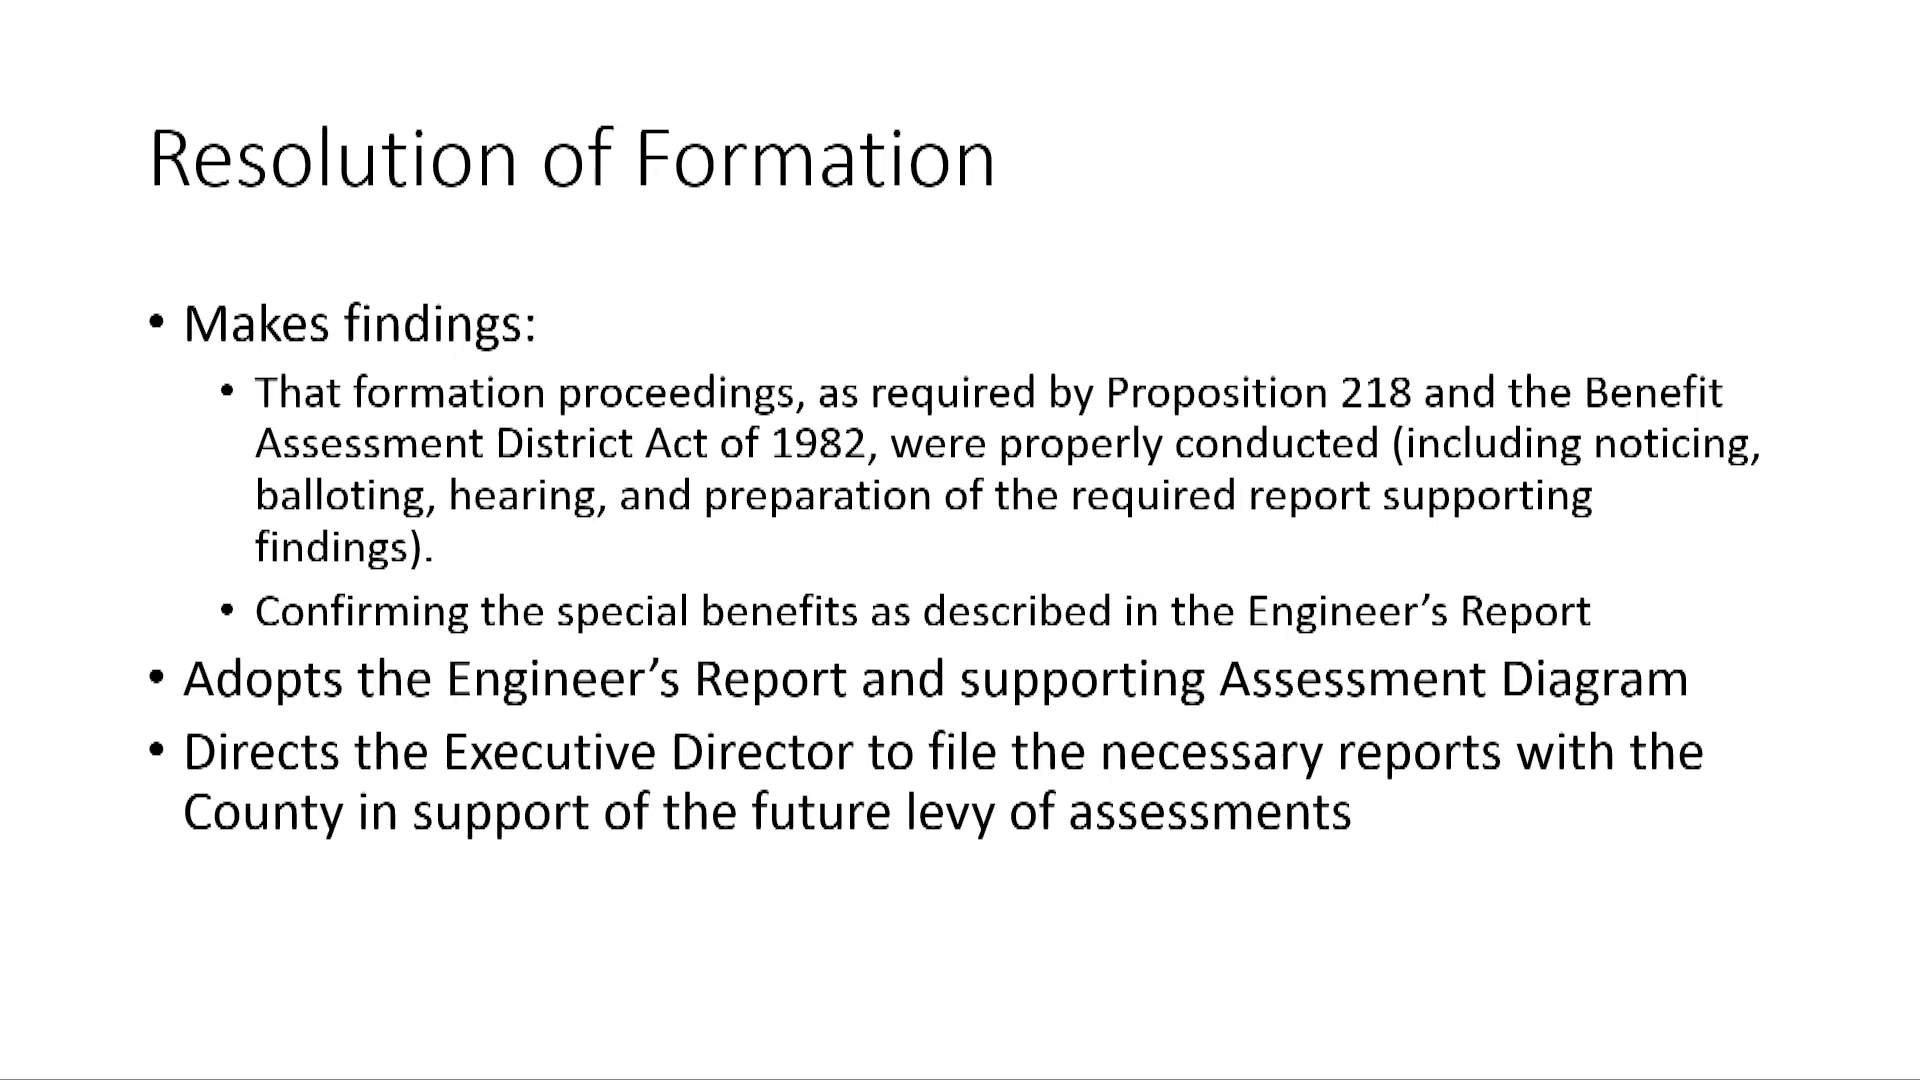 Resolution of Formation
• Makes findings:
• That formation proceedings, as required by Proposition 218 and the Benefit
Assessment District Act of 1982, were properly conducted (including noticing,
balloting, hearing, and preparation of the required report supporting
findings).
• Confirming the special benefits as described in the Engineer’s Report
• Adopts the Engineer’s Report and supporting Assessment Diagram
• Directs the Executive Director to file the necessary reports with the
County in support of the future levy of assessments